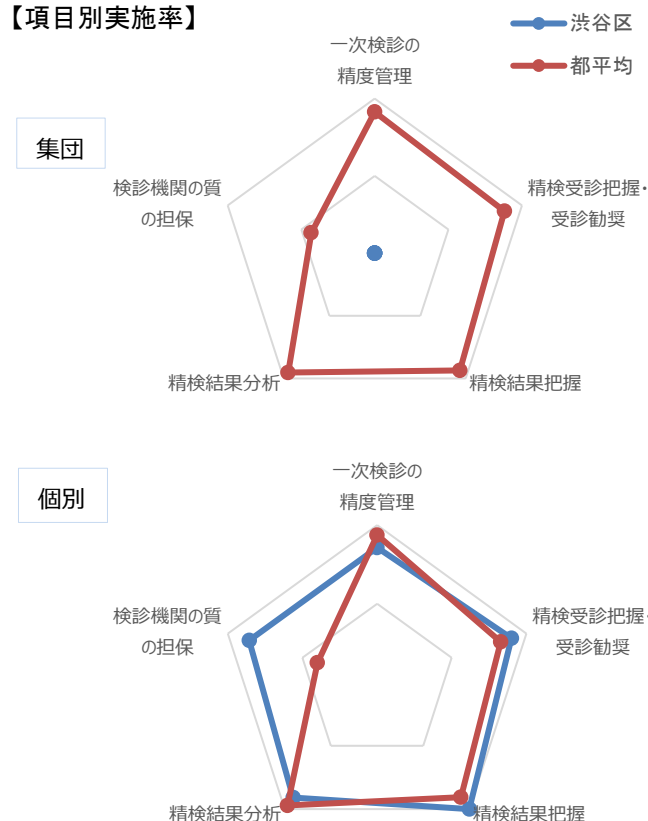 【項目別実施率】
渋谷区
都平均
集団
一次検診の
精度管理
精検受診把握・
受診勧奨
精検結果把握
精検結果分析
検診機関の質
の担保
個別
一次検診の
精度管理
精検受診把握・
受診勧奨
精検結果把握
精検結果分析
検診機関の質
の担保